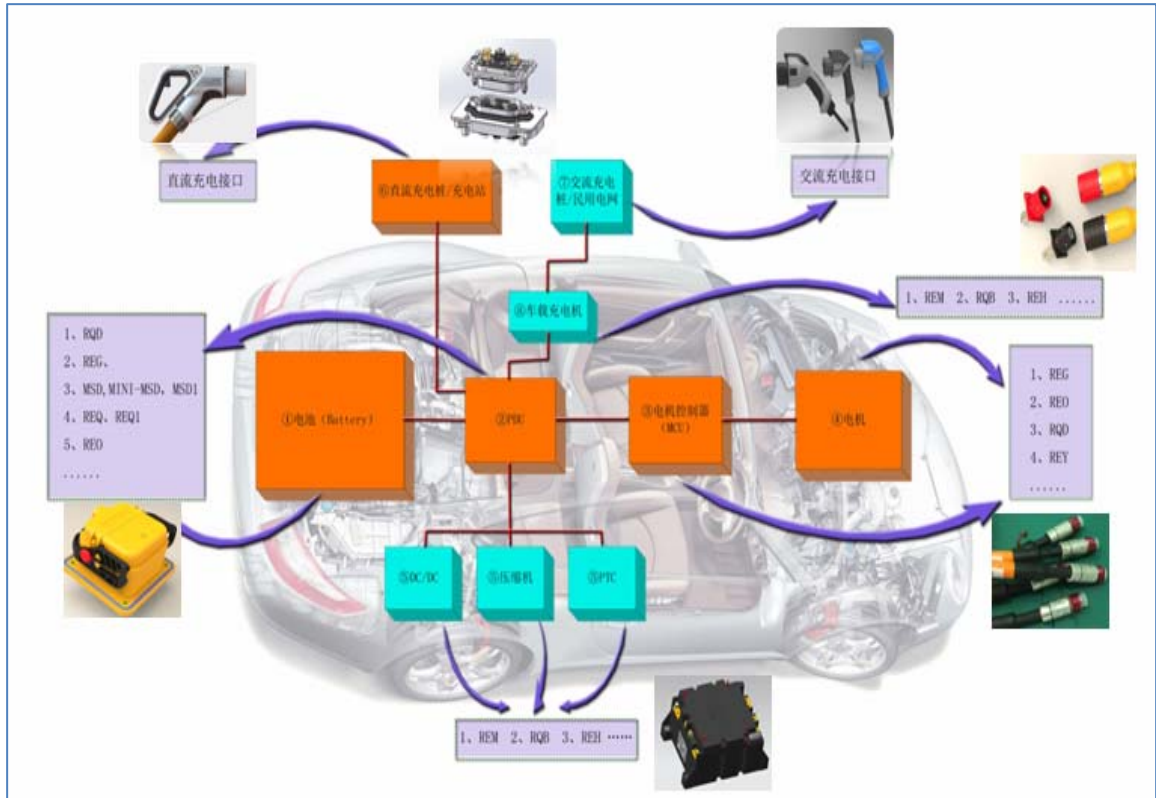 直流充电接口
⑥直流充电桩/充电站
⑦交流充电
桩/民用电网
交流充电接口
⑧车载充电机
1、REM 2、RQB 3、REH ......
1、RQD
2、REG、
3、MSD,MINI-MSD，MSD1
4、REQ、REQ1
5、REO
......
①电池（Battery）
②PDU
③电机控制器
（MCU）
④电机
1、REG
2、REO
3、RQD
4、REY
......
⑤DC/DC
⑤压缩机
⑤PTC
1、REM 2、RQB 3、REH ······